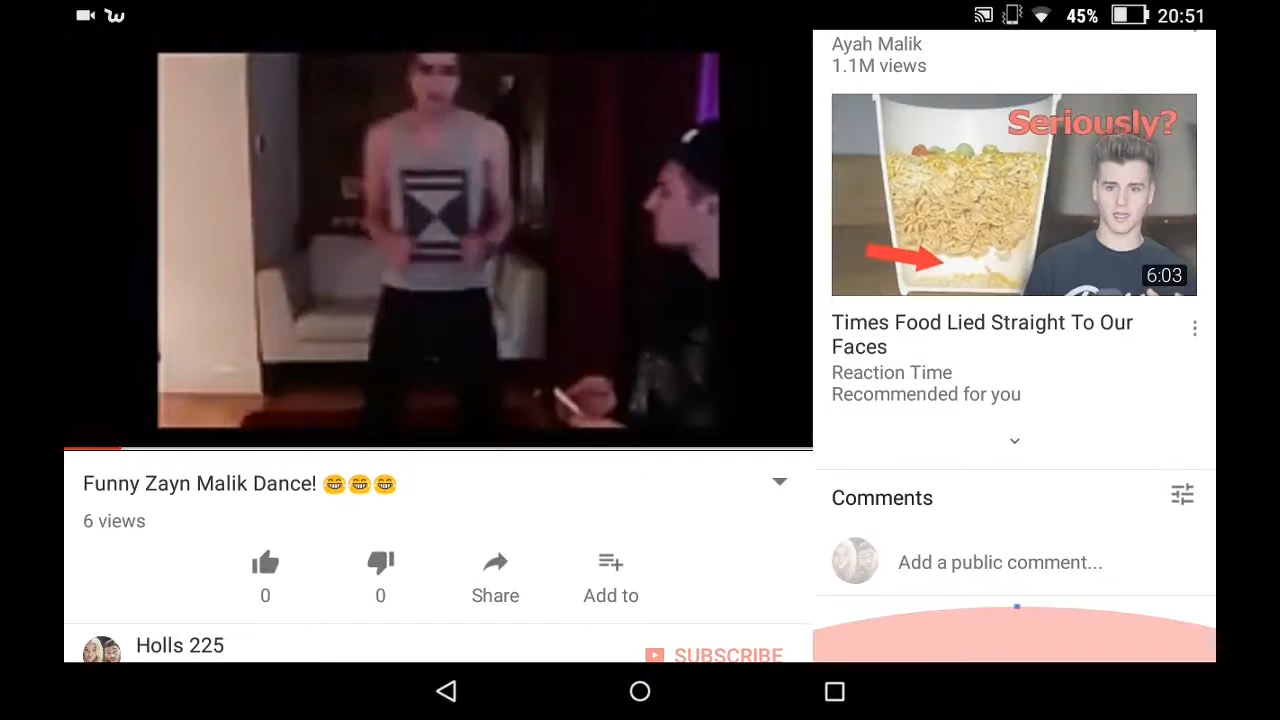 45% 20:51
Ayah Malik
1.1M views
Seriously?
6:03
Times Food Lied Straight To Our
Faces
Reaction Time
Recommended for you
Funny Zayn Malik Dance! 😂😂😂
6 views
0
0
Share
Add to
Holls 225
SUBSCRIBE
Comments
Add a public comment...